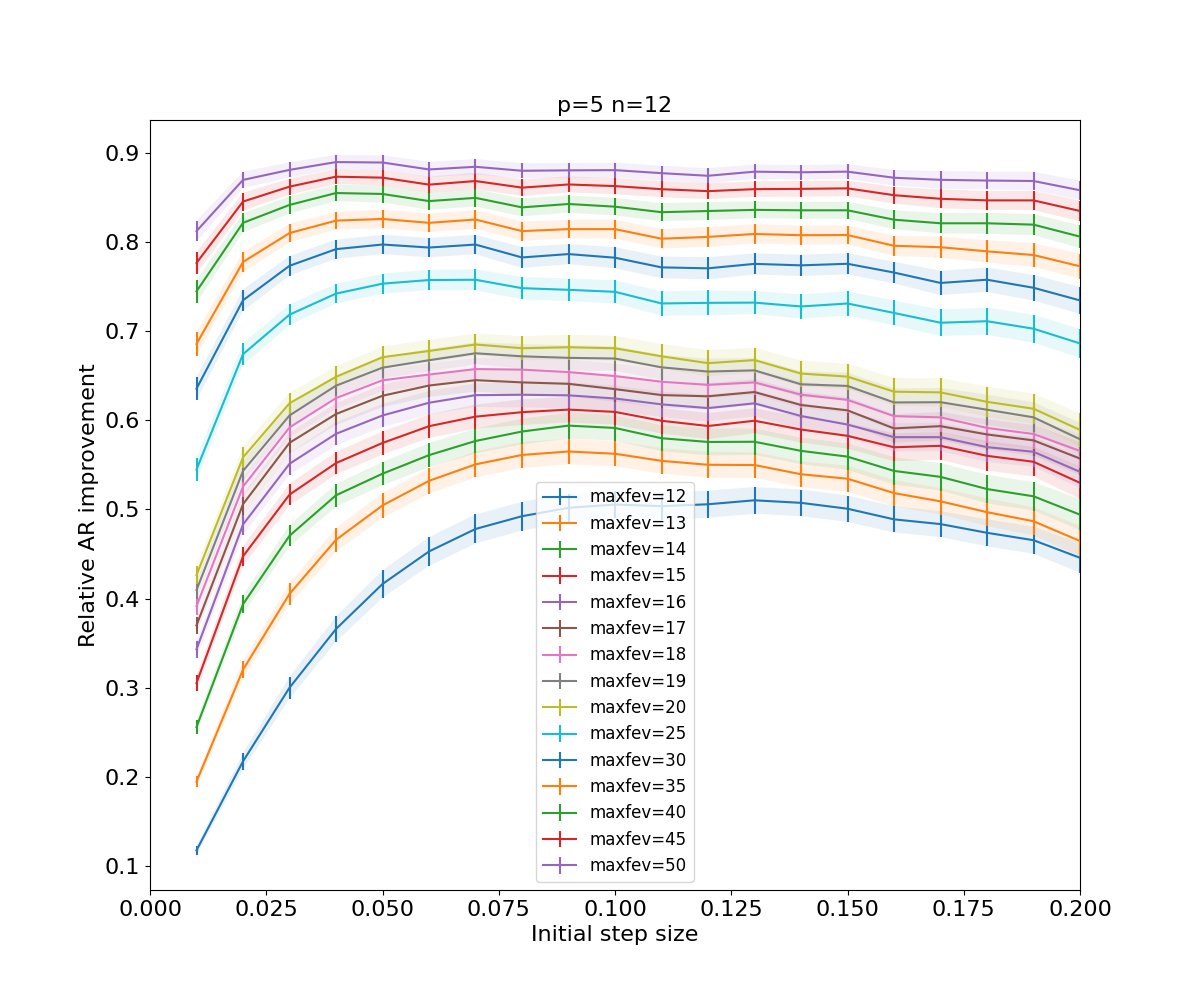 p=5 n=12
Relative AR improvement
0.9
0.8
0.7
0.6
0.5
0.4
0.3
0.2
0.1
maxfev=12
maxfev=13
maxfev=14
maxfev=15
maxfev=16
maxfev=17
maxfev=18
maxfev=19
maxfev=20
maxfev=25
maxfev=30
maxfev=35
maxfev=40
maxfev=45
maxfev=50
0.000 0.025 0.050 0.075 0.100 0.125 0.150 0.175 0.200
Initial step size